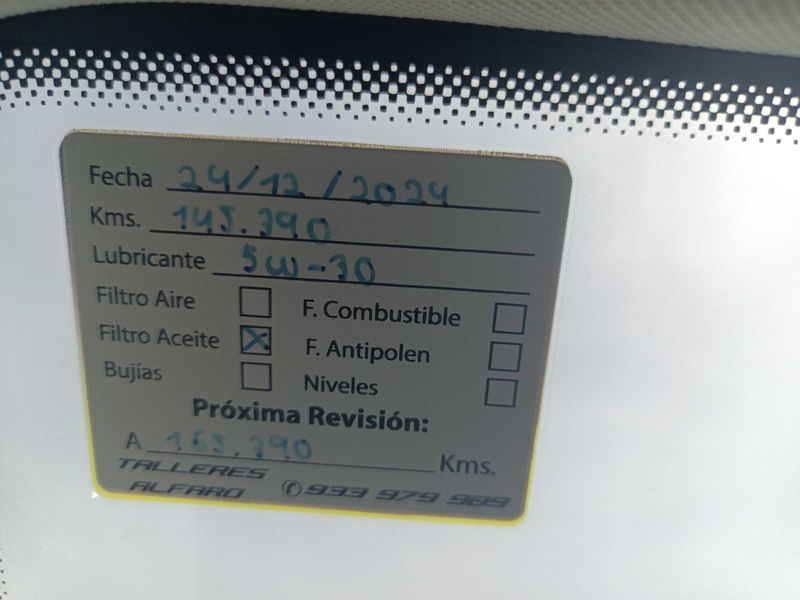 Fecha 24/12/2024
Kms. 145.390
Lubricante 5W-30
Filtro Aire F. Combustible
Filtro Aceite X F. Antipolen
Bujías Niveles
Próxima Revisión:
A 165.390 Kms.
TALLERES
ALFARO ✆ 933 979 989